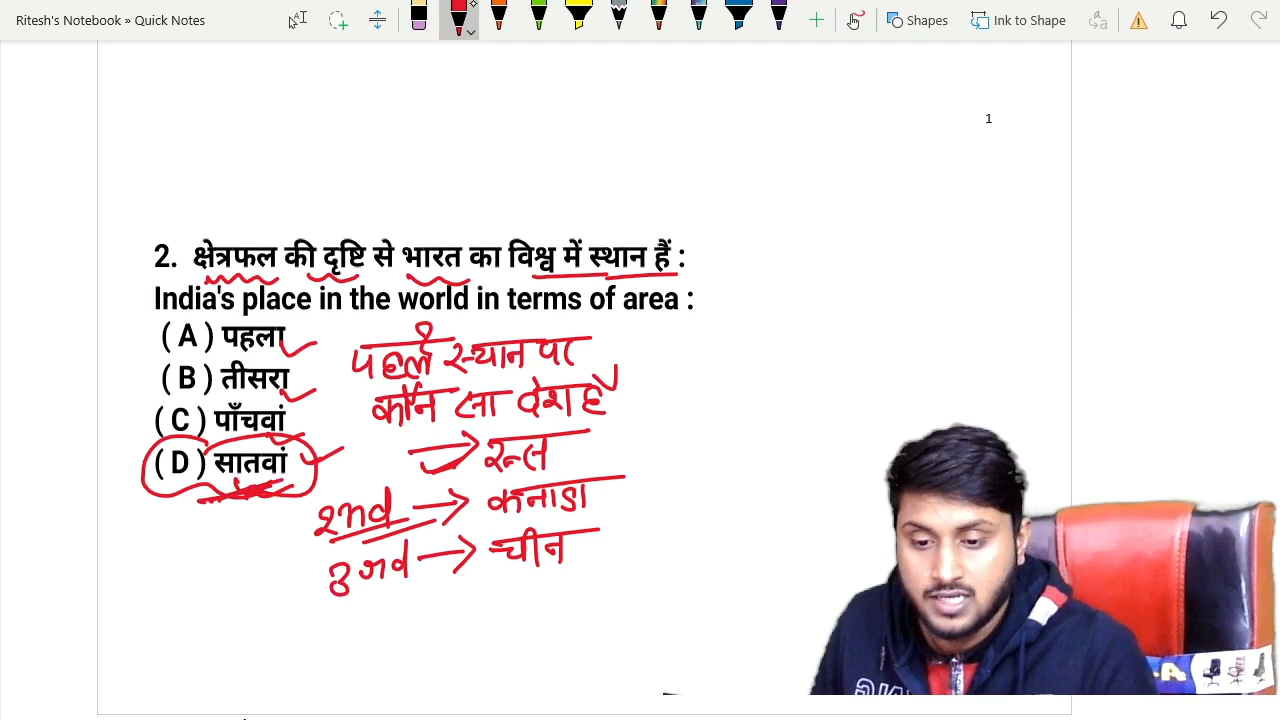 Ritesh's Notebook » Quick Notes
Shapes
Ink to Shape
1
2. क्षेत्रफल की दृष्टि से भारत का विश्व में स्थान हैं :
India's place in the world in terms of area :
( A ) पहला
( B ) तीसरा
( C ) पाँचवां
( D ) सातवां
पहले स्थान पर
कौन सा देश है
→ रूस
2nd → कनाडा
3rd → चीन